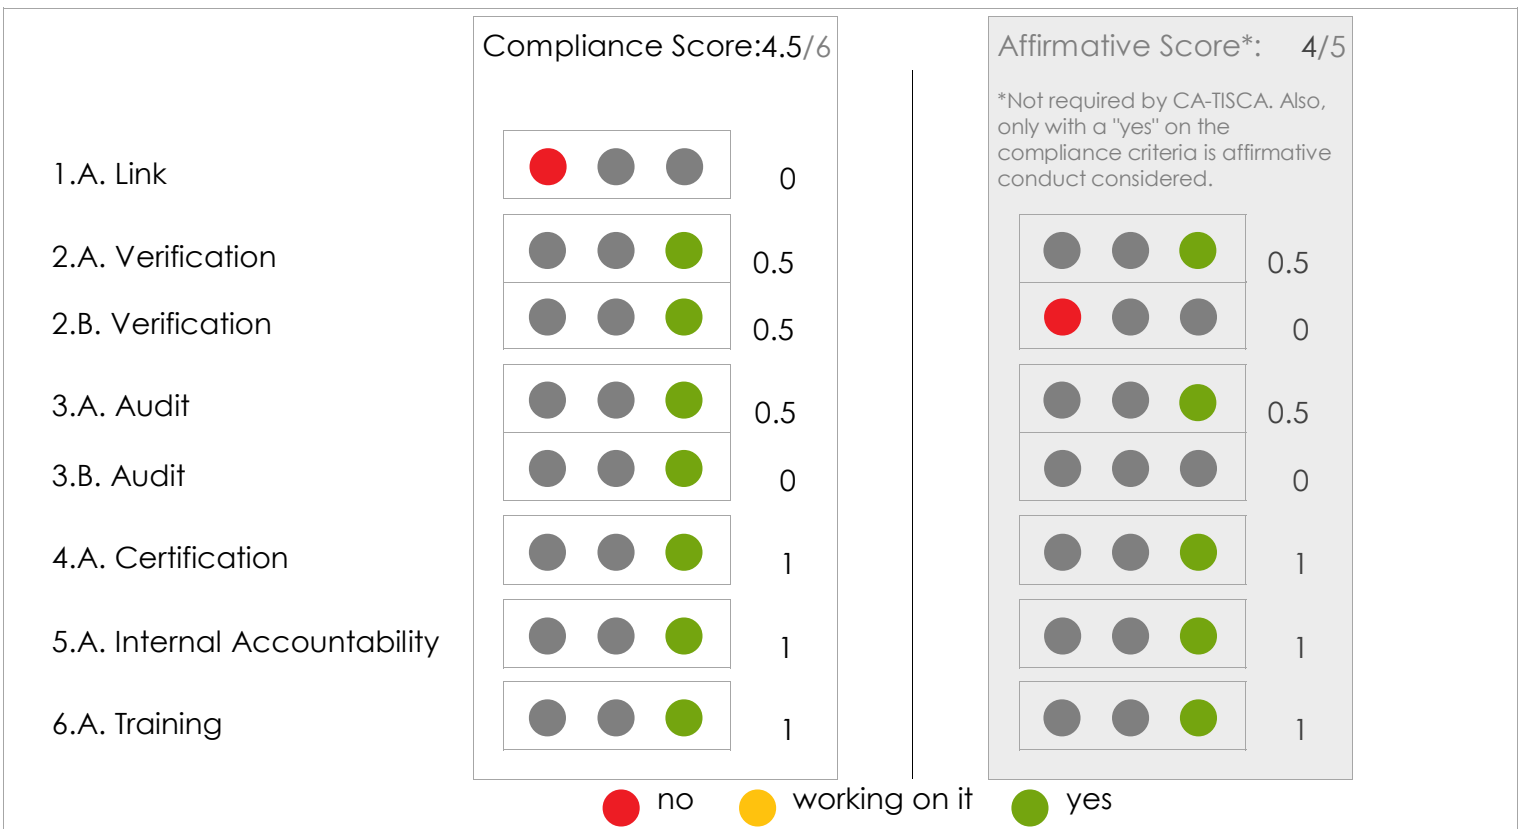 Compliance Score:4.5/6
Affirmative Score*: 4/5
*Not required by CA-TISCA. Also,
only with a "yes" on the
compliance criteria is affirmative
conduct considered.
1.A. Link 0
2.A. Verification 0.5 0.5
2.B. Verification 0.5 0
3.A. Audit 0.5 0.5
3.B. Audit 0 0
4.A. Certification 1 1
5.A. Internal Accountability 1 1
6.A. Training 1 1
no working on it yes